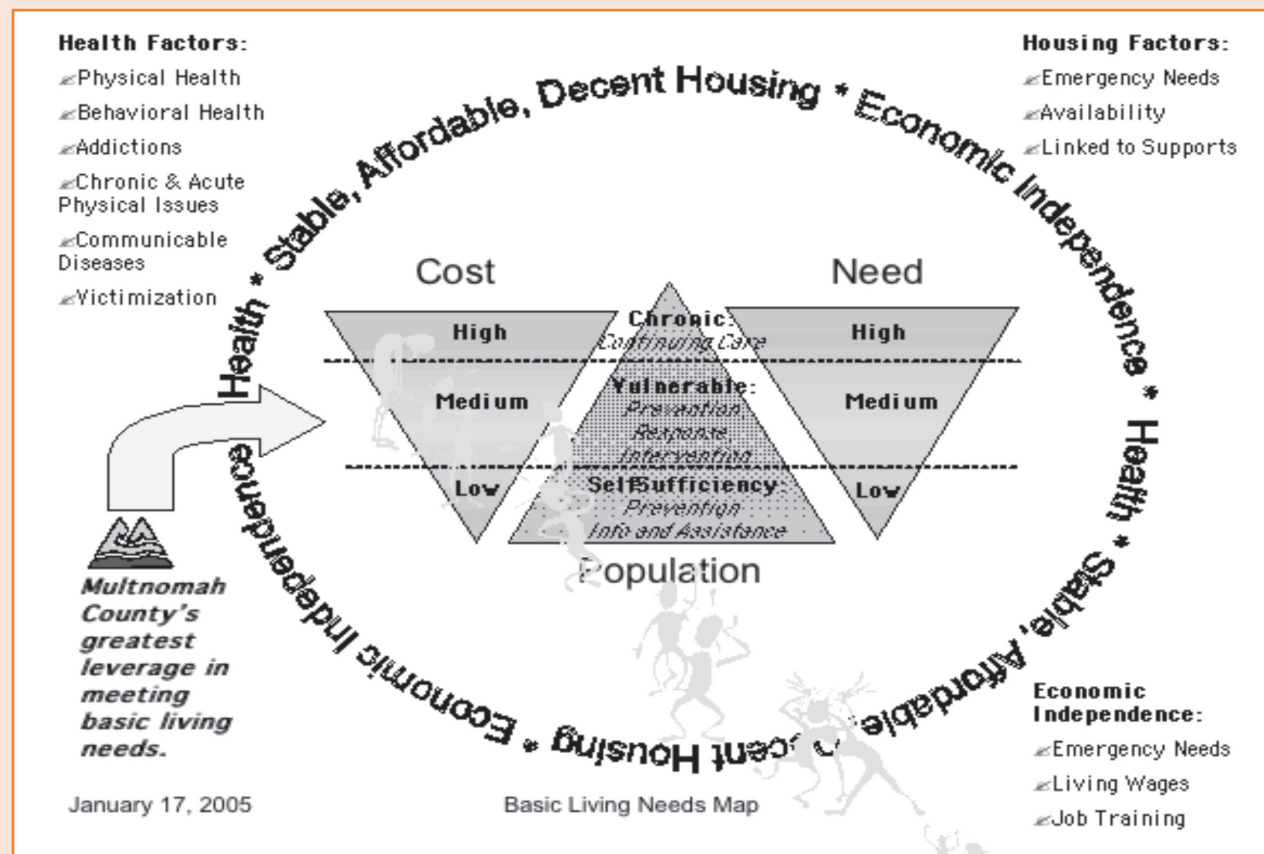 Health Factors:
Physical Health
Behavioral Health
Addictions
Chronic & Acute
Physical Issues
Communicable
Diseases
Victimization
Housing Factors:
Emergency Needs
Availability
Linked to Supports
Health * Stable, Affordable, Decent Housing * Economic Independence * Health * Stable, Affordable, Decent Housing * Economic Independence
Cost
High
Medium
Low
Chronic:
Continuing Care
Vulnerable:
Prevention,
Response,
Intervention
Self Sufficiency:
Prevention
Info and Assistance
Population
Need
High
Medium
Low
Multnomah
County's
greatest
leverage in
meeting
basic living
needs.
Economic
Independence:
Emergency Needs
Living Wages
Job Training
January 17, 2005
Basic Living Needs Map